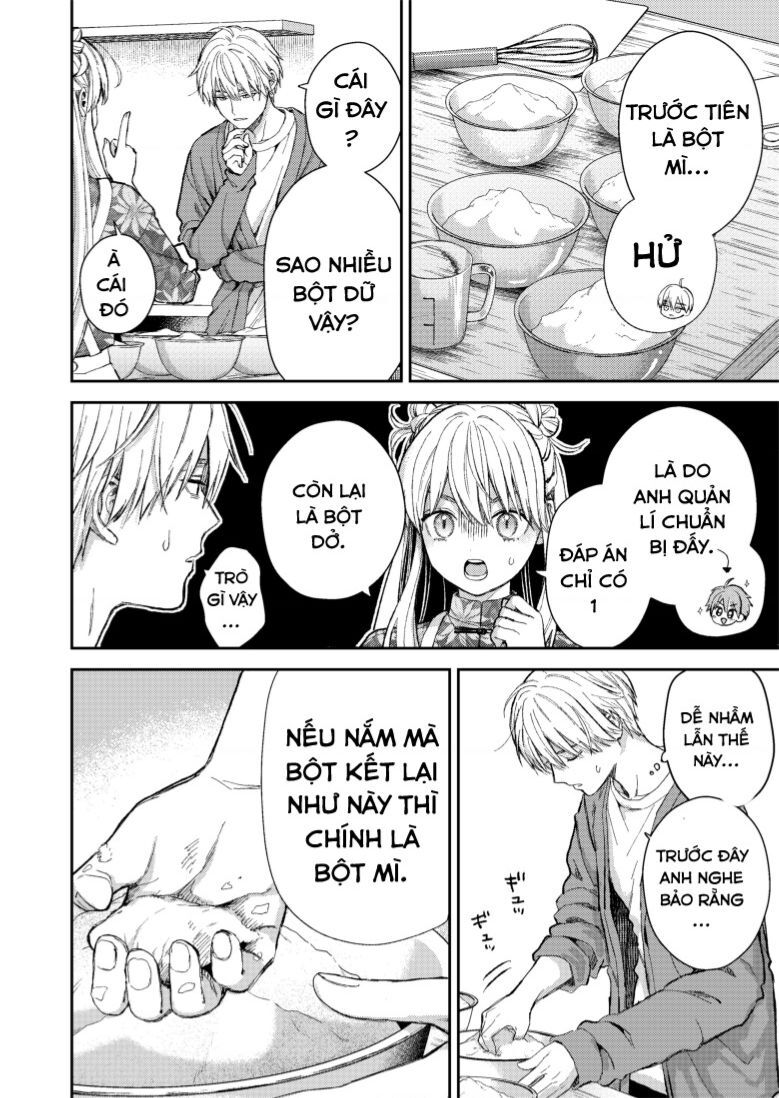 TRƯỚC TIÊN
LÀ BỘT
MÌ...
HỬ
CÁI
GÌ ĐÂY
?
SAO NHIỀU
BỘT DỮ
VẬY?
À
CÁI
ĐÓ
LÀ DO
ANH QUẢN
LÍ CHUẨN
BỊ ĐẤY.
ĐÁP ÁN
CHỈ CÓ
1
CÒN LẠI
LÀ BỘT
DỞ.
TRÒ
GÌ VẬY
...
DỄ NHẦM
LẪN THẾ
NÀY...
TRƯỚC ĐÂY
ANH NGHE
BẢO RẰNG
...
ギュッ
ギュッ
NẾU NẮM MÀ
BỘT KẾT LẠI
NHƯ NÀY THÌ
CHÍNH LÀ
BỘT MÌ.